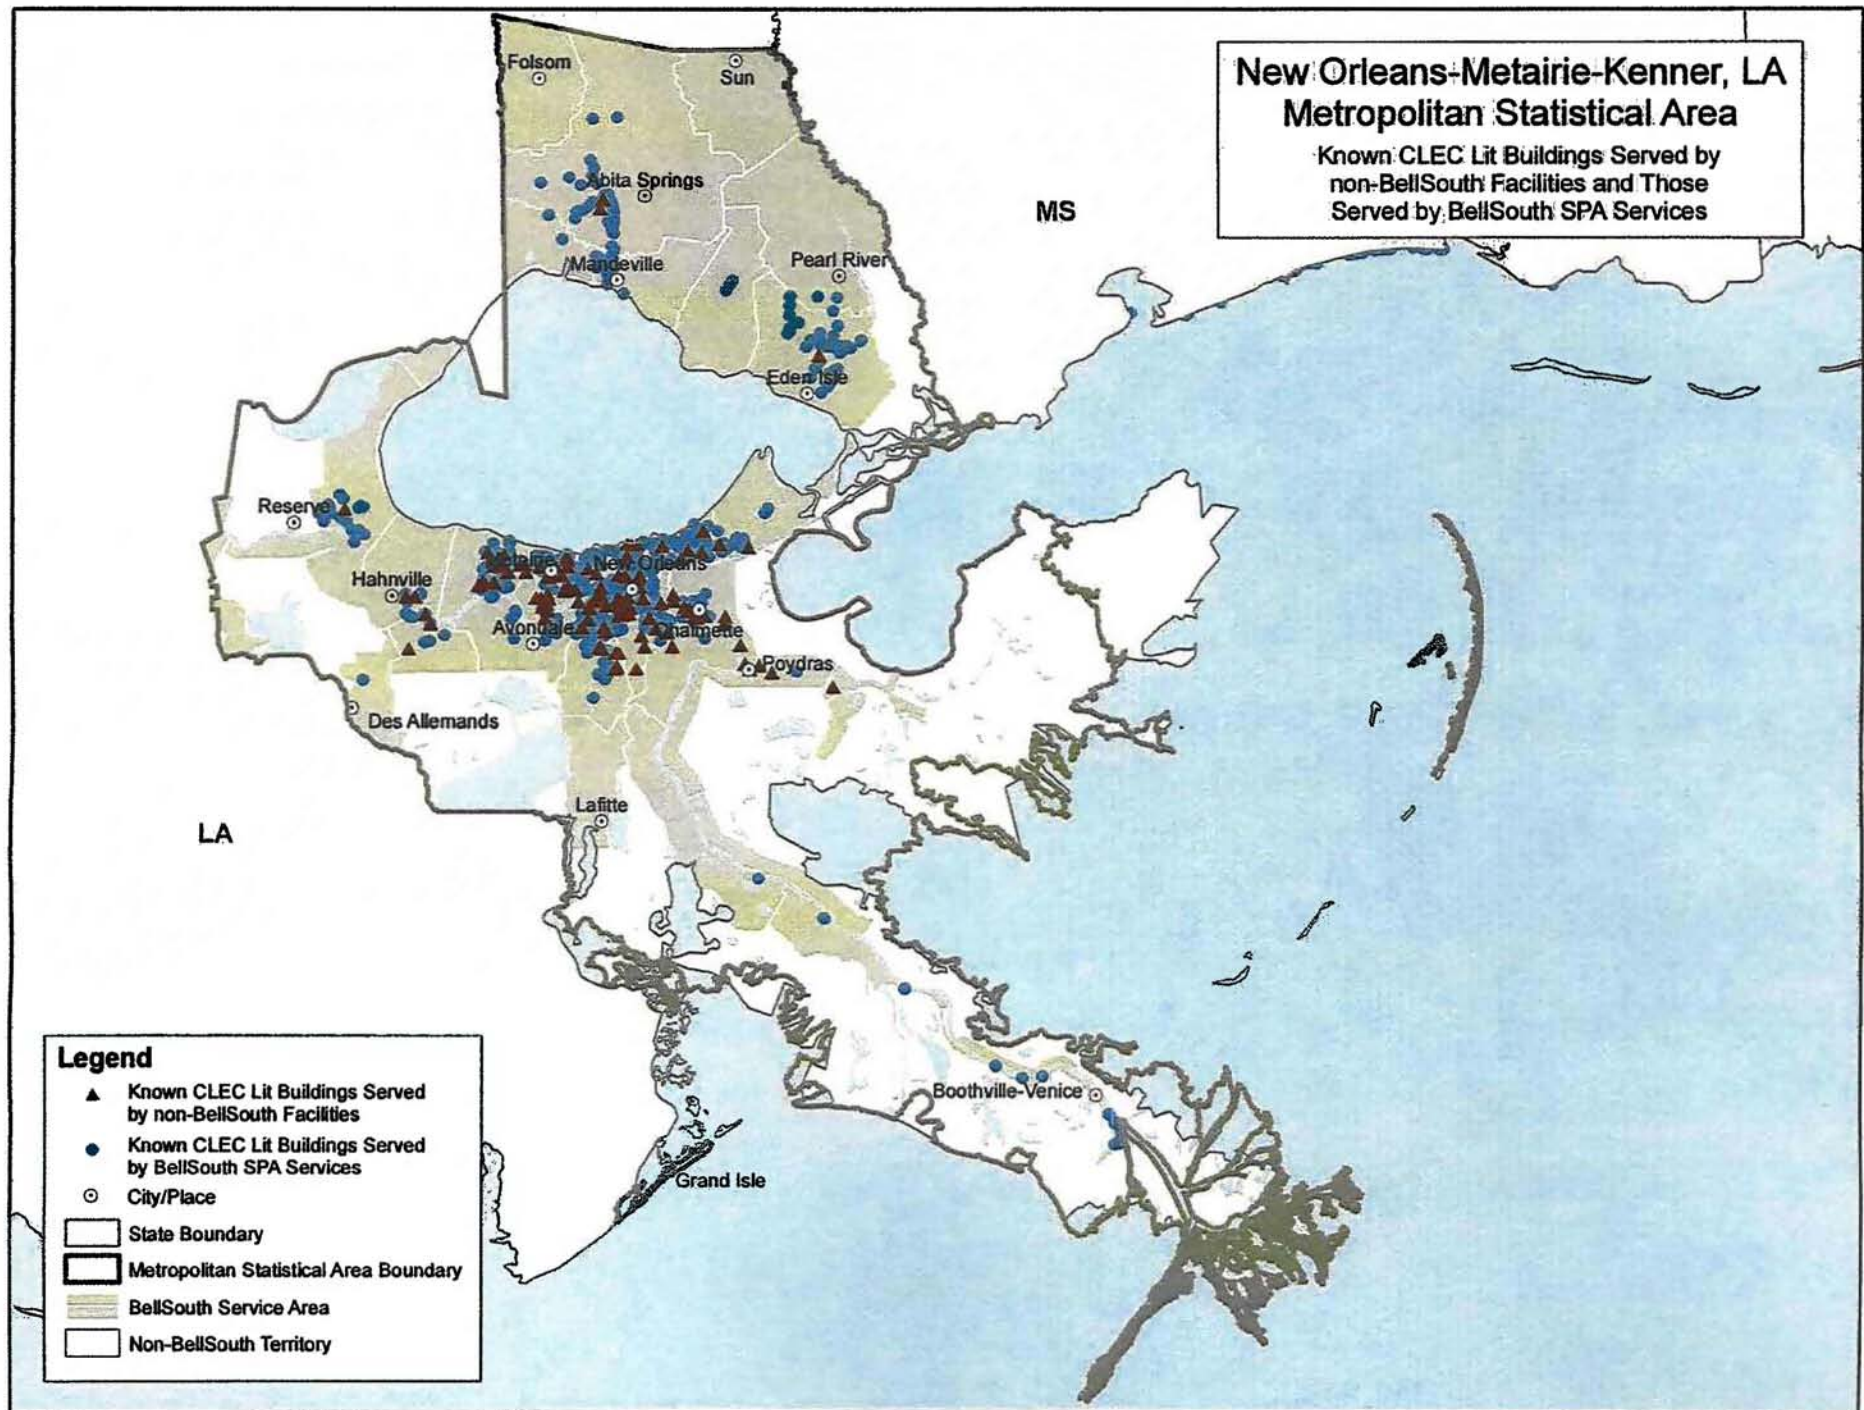 New Orleans-Metairie-Kenner, LA
Metropolitan Statistical Area
Known CLEC Lit Buildings Served by
non-BellSouth Facilities and Those
Served by BellSouth SPA Services
Folsom
Sun
Abita Springs
MS
Mandeville
Pearl River
Eden Isle
Reserve
Metairie
New Orleans
Hahnville
Avondale
Chalmette
Poydras
Des Allemands
Lafitte
LA
Boothville-Venice
Grand Isle
Legend
Known CLEC Lit Buildings Served
by non-BellSouth Facilities
Known CLEC Lit Buildings Served
by BellSouth SPA Services
City/Place
State Boundary
Metropolitan Statistical Area Boundary
BellSouth Service Area
Non-BellSouth Territory